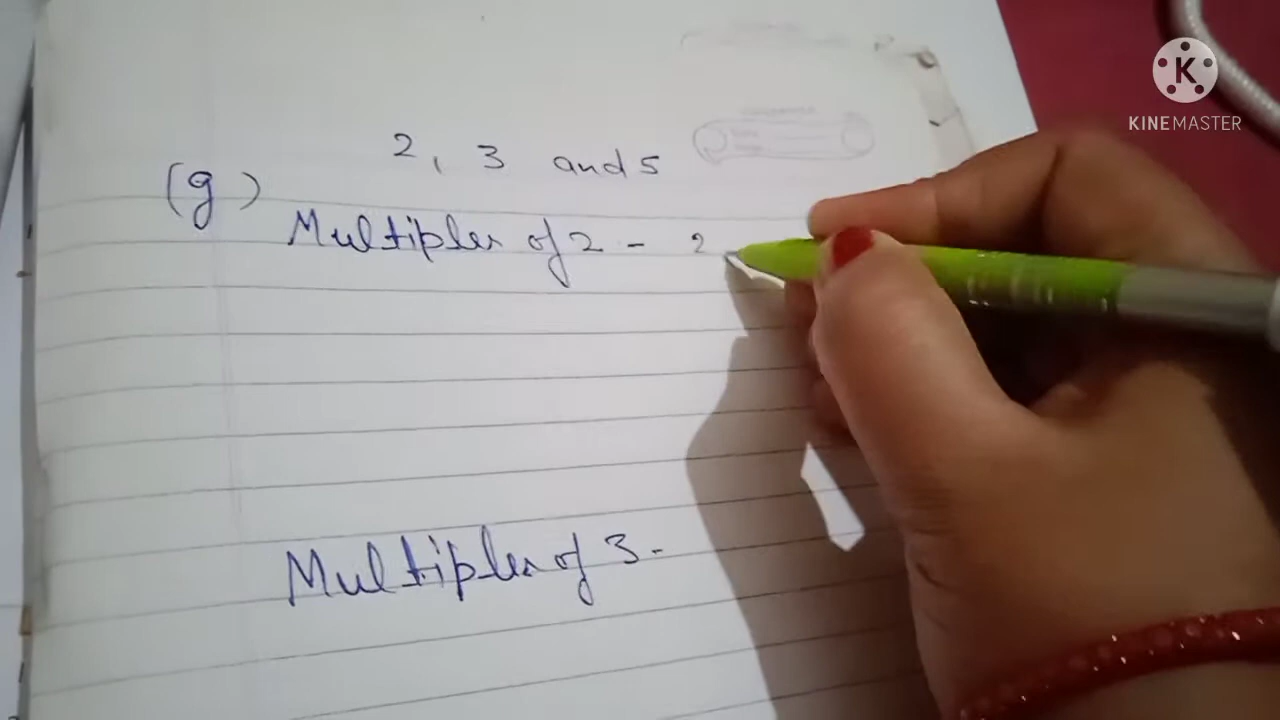 K
KINEMASTER
2, 3 and 5
(g)
Multiples of 2 - 2
Multiples of 3 -